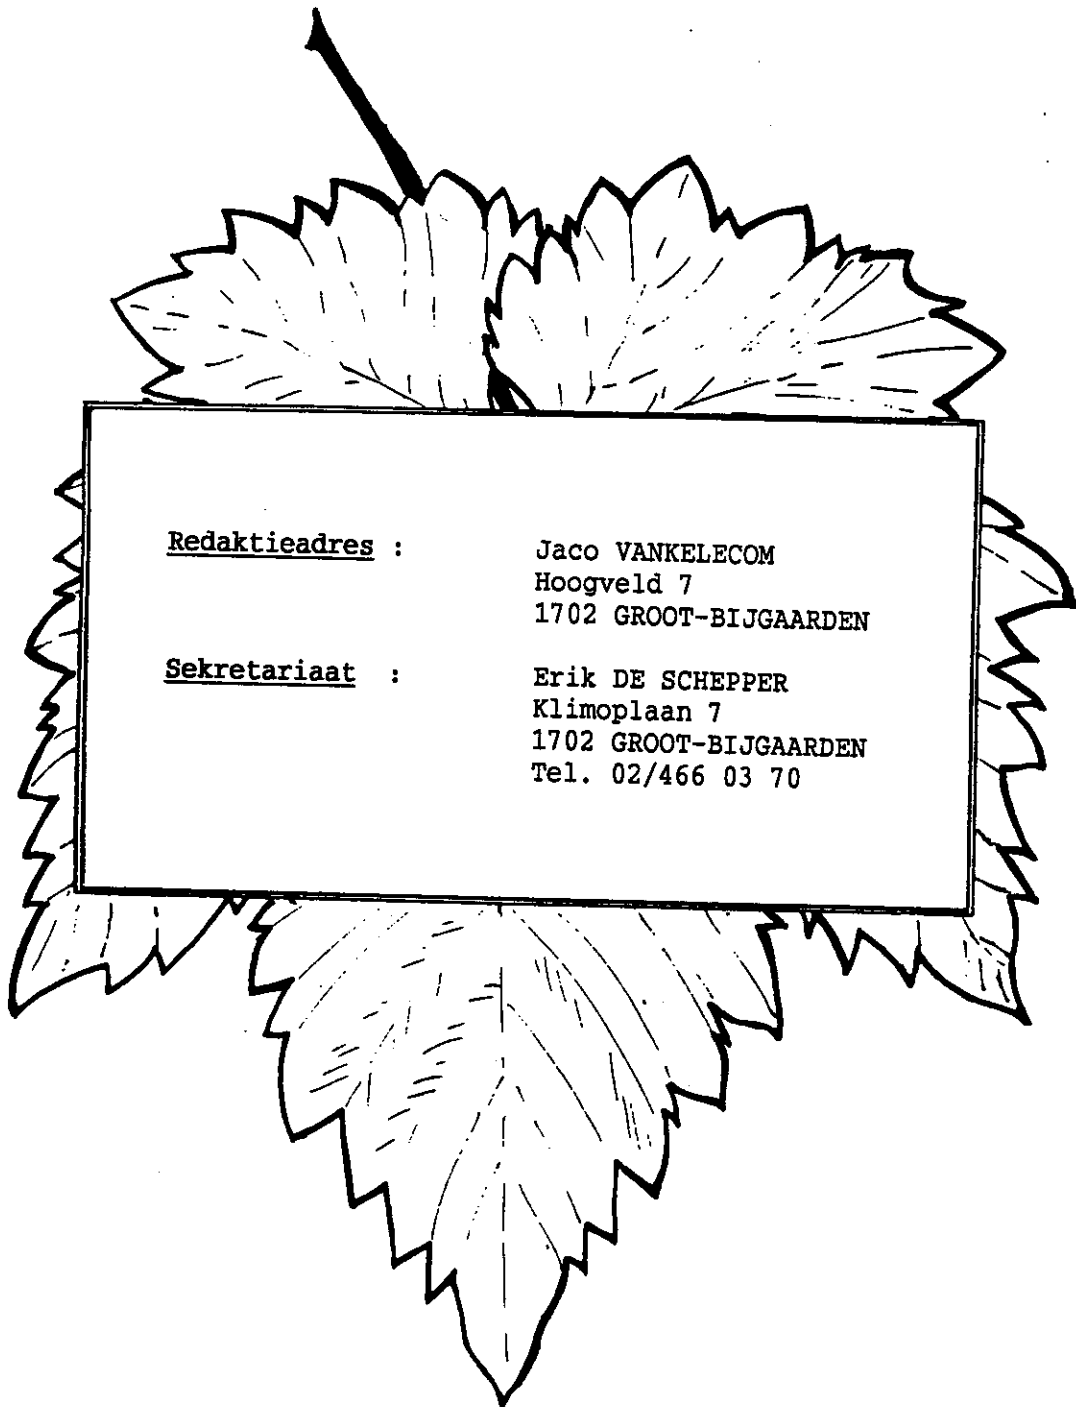 Redaktieadres : Jaco VANKELECOM
Hoogveld 7
1702 GROOT-BIJGAARDEN
Sekretariaat : Erik DE SCHEPPER
Klimoplaan 7
1702 GROOT-BIJGAARDEN
Tel. 02/466 03 70